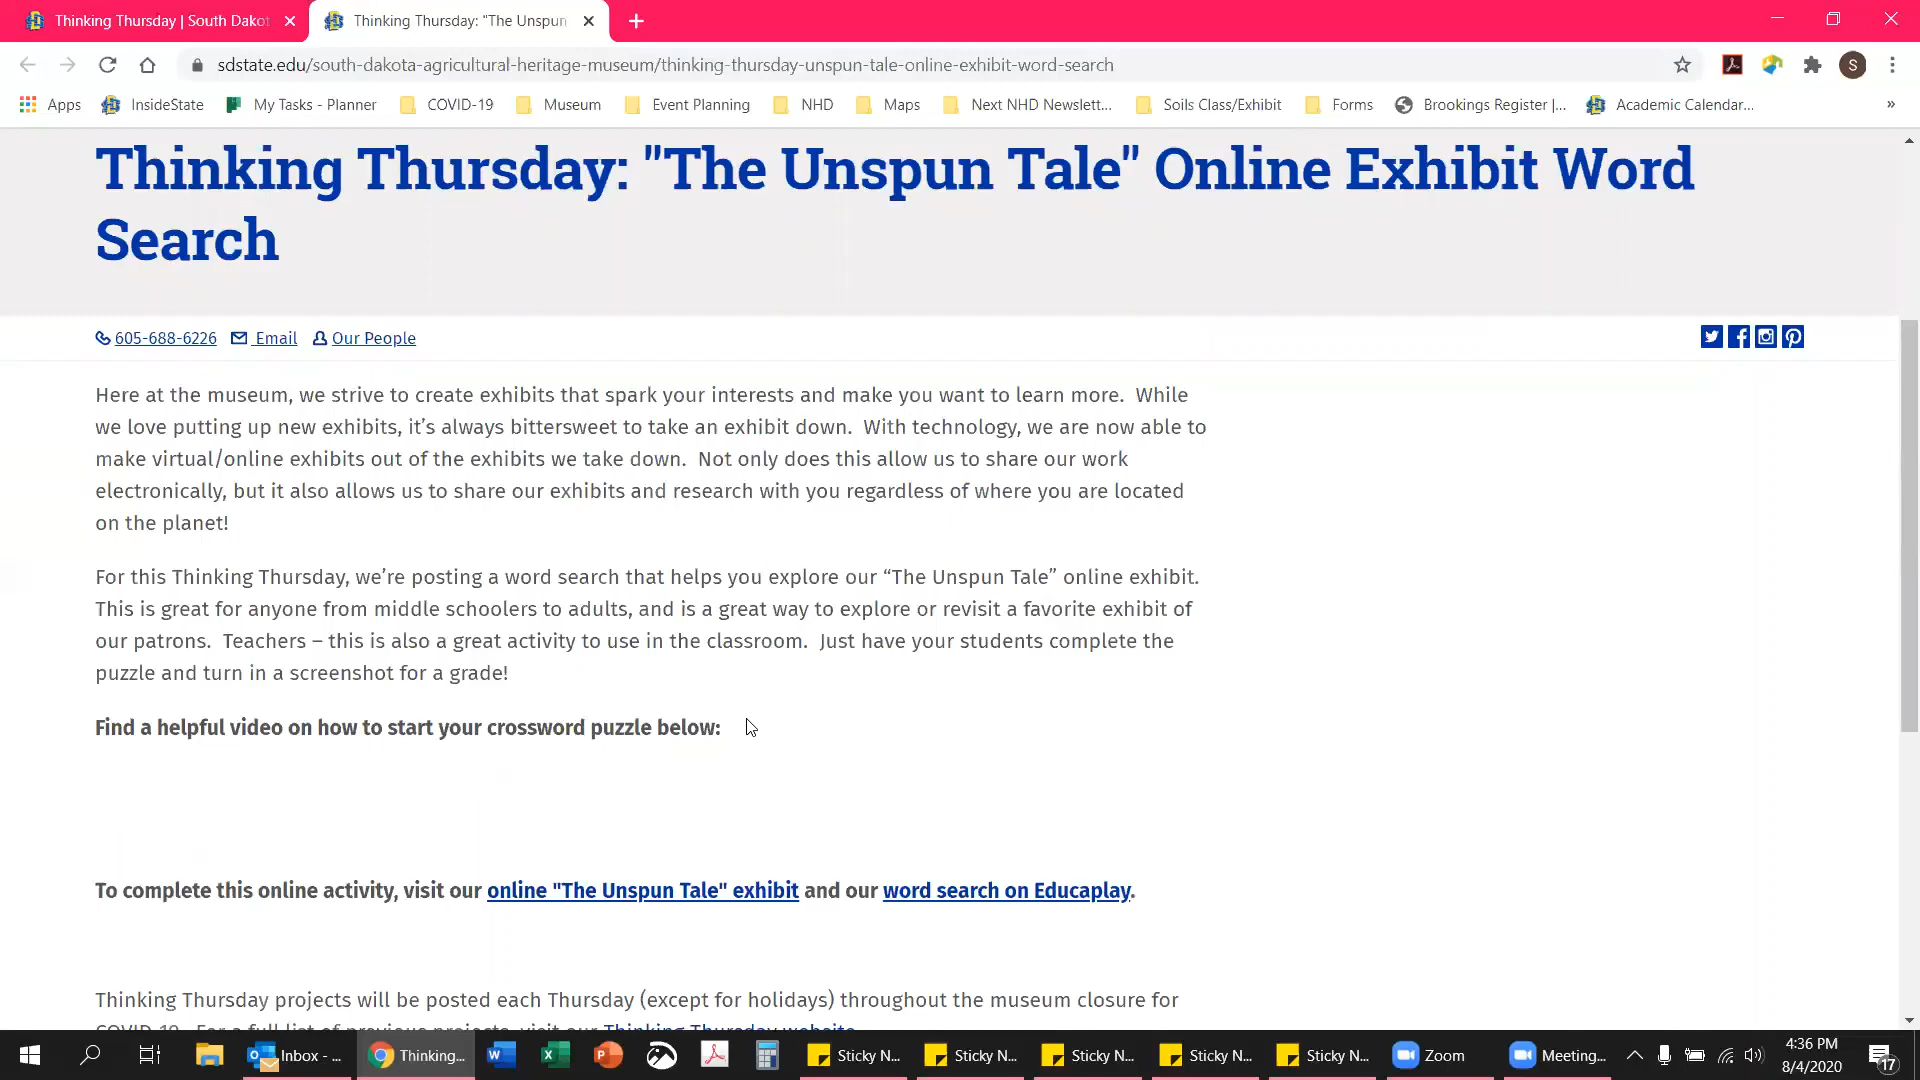 Thinking Thursday | South Dakot
Thinking Thursday: "The Unspun
sdstate.edu/south-dakota-agricultural-heritage-museum/thinking-thursday-unspun-tale-online-exhibit-word-search
S
Apps InsideState My Tasks - Planner COVID-19 Museum Event Planning NHD Maps Next NHD Newslett... Soils Class/Exhibit Forms Brookings Register |... Academic Calendar... »
Thinking Thursday: "The Unspun Tale" Online Exhibit Word
Search
605-688-6226 Email Our People
Here at the museum, we strive to create exhibits that spark your interests and make you want to learn more. While
we love putting up new exhibits, it’s always bittersweet to take an exhibit down. With technology, we are now able to
make virtual/online exhibits out of the exhibits we take down. Not only does this allow us to share our work
electronically, but it also allows us to share our exhibits and research with you regardless of where you are located
on the planet!
For this Thinking Thursday, we’re posting a word search that helps you explore our “The Unspun Tale” online exhibit.
This is great for anyone from middle schoolers to adults, and is a great way to explore or revisit a favorite exhibit of
our patrons. Teachers – this is also a great activity to use in the classroom. Just have your students complete the
puzzle and turn in a screenshot for a grade!
Find a helpful video on how to start your crossword puzzle below:
To complete this online activity, visit our online "The Unspun Tale" exhibit and our word search on Educaplay.
Thinking Thursday projects will be posted each Thursday (except for holidays) throughout the museum closure for
COVID-19. For a full list of previous projects, visit our Thinking Thursday website
Inbox - ... Thinking... Sticky N... Sticky N... Sticky N... Sticky N... Sticky N... Zoom Meeting... 4:36 PM
8/4/2020
17